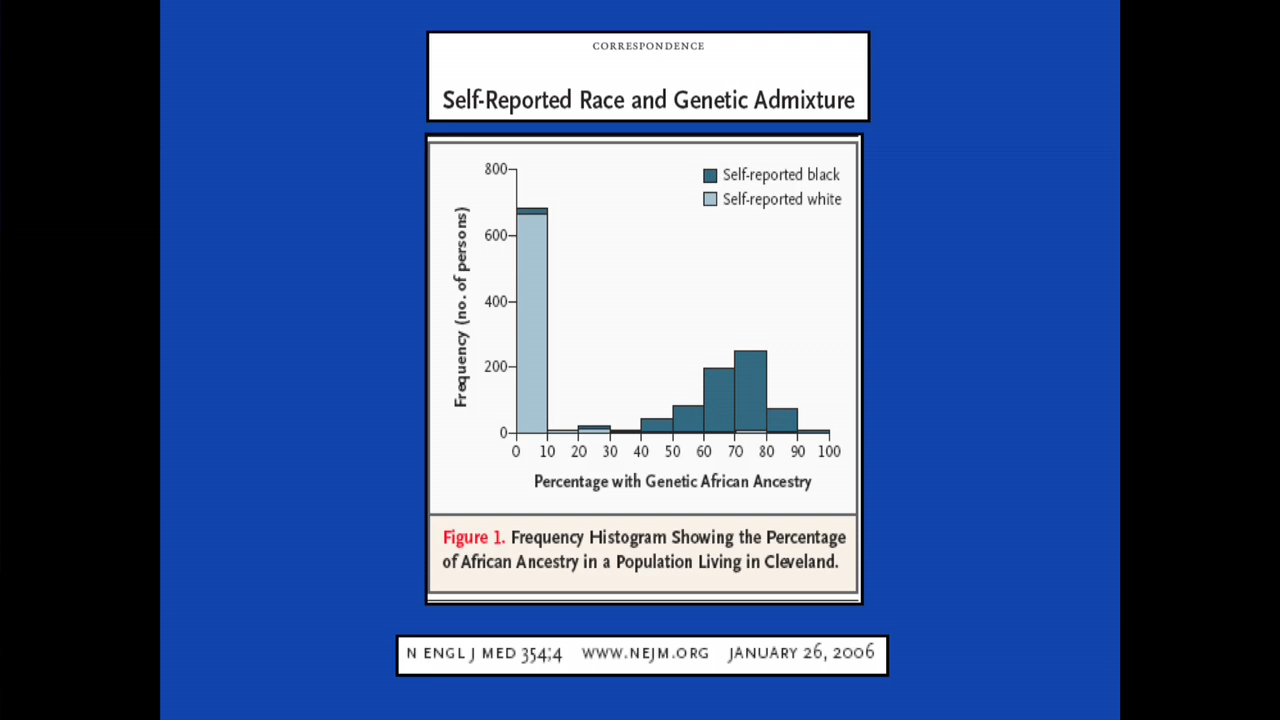 CORRESPONDENCE
Self-Reported Race and Genetic Admixture
800
Self-reported black
Self-reported white
600
400
200
0
Frequency (no. of persons)
0 10 20 30 40 50 60 70 80 90 100
Percentage with Genetic African Ancestry
Figure 1. Frequency Histogram Showing the Percentage
of African Ancestry in a Population Living in Cleveland.
N ENGL J MED 354;4 WWW.NEJM.ORG JANUARY 26, 2006